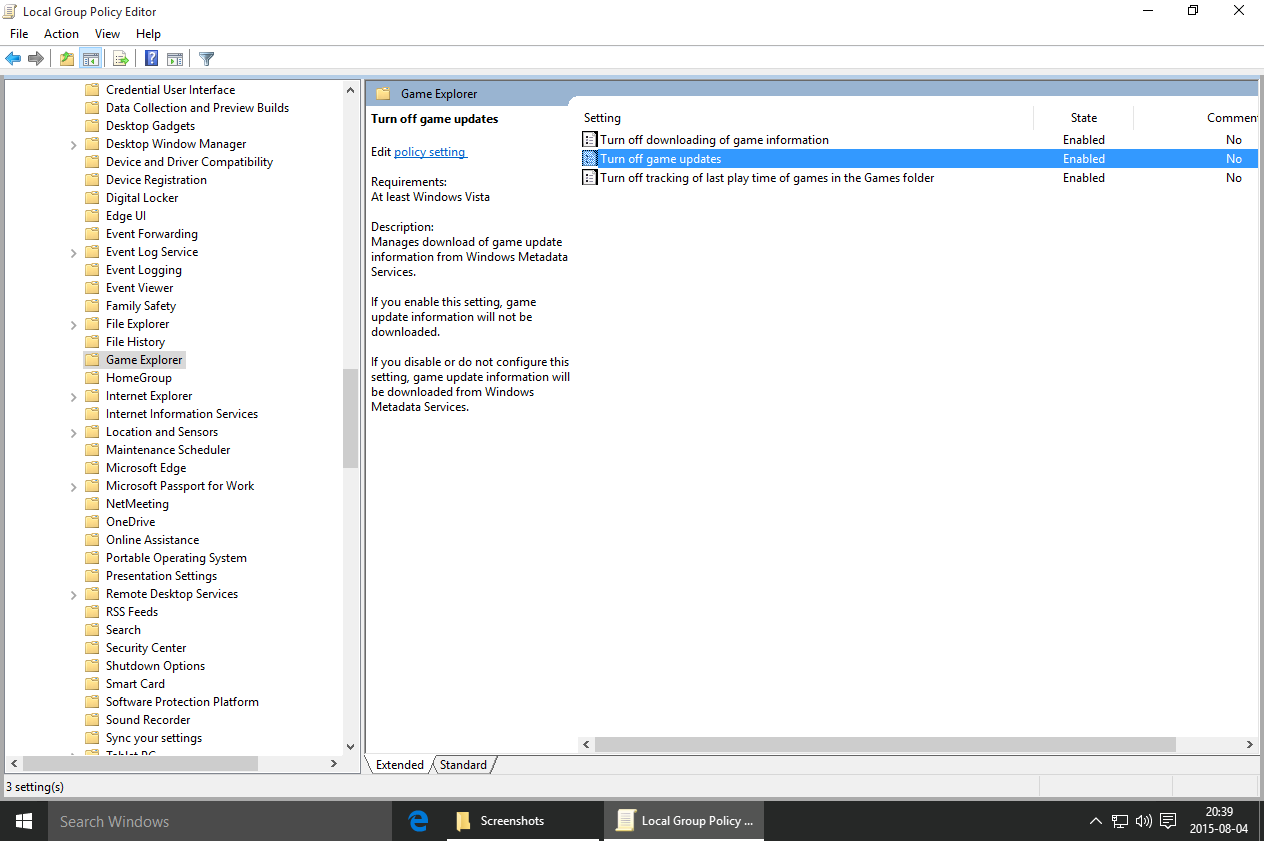 Local Group Policy Editor
File Action View Help
Credential User Interface
Data Collection and Preview Builds
Desktop Gadgets
Desktop Window Manager
Device and Driver Compatibility
Device Registration
Digital Locker
Edge UI
Event Forwarding
Event Log Service
Event Logging
Event Viewer
Family Safety
File Explorer
File History
Game Explorer
HomeGroup
Internet Explorer
Internet Information Services
Location and Sensors
Maintenance Scheduler
Microsoft Edge
Microsoft Passport for Work
NetMeeting
OneDrive
Online Assistance
Portable Operating System
Presentation Settings
Remote Desktop Services
RSS Feeds
Search
Security Center
Shutdown Options
Smart Card
Software Protection Platform
Sound Recorder
Sync your settings
Tablet PC
Game Explorer
Turn off game updates
Edit policy setting
Requirements:
At least Windows Vista
Description:
Manages download of game update
information from Windows Metadata
Services.
If you enable this setting, game
update information will not be
downloaded.
If you disable or do not configure this
setting, game update information will
be downloaded from Windows
Metadata Services.
Setting State Commen
Turn off downloading of game information Enabled No
Turn off game updates Enabled No
Turn off tracking of last play time of games in the Games folder Enabled No
Extended Standard
3 setting(s)
Search Windows
Screenshots
Local Group Policy ...
20:39
2015-08-04